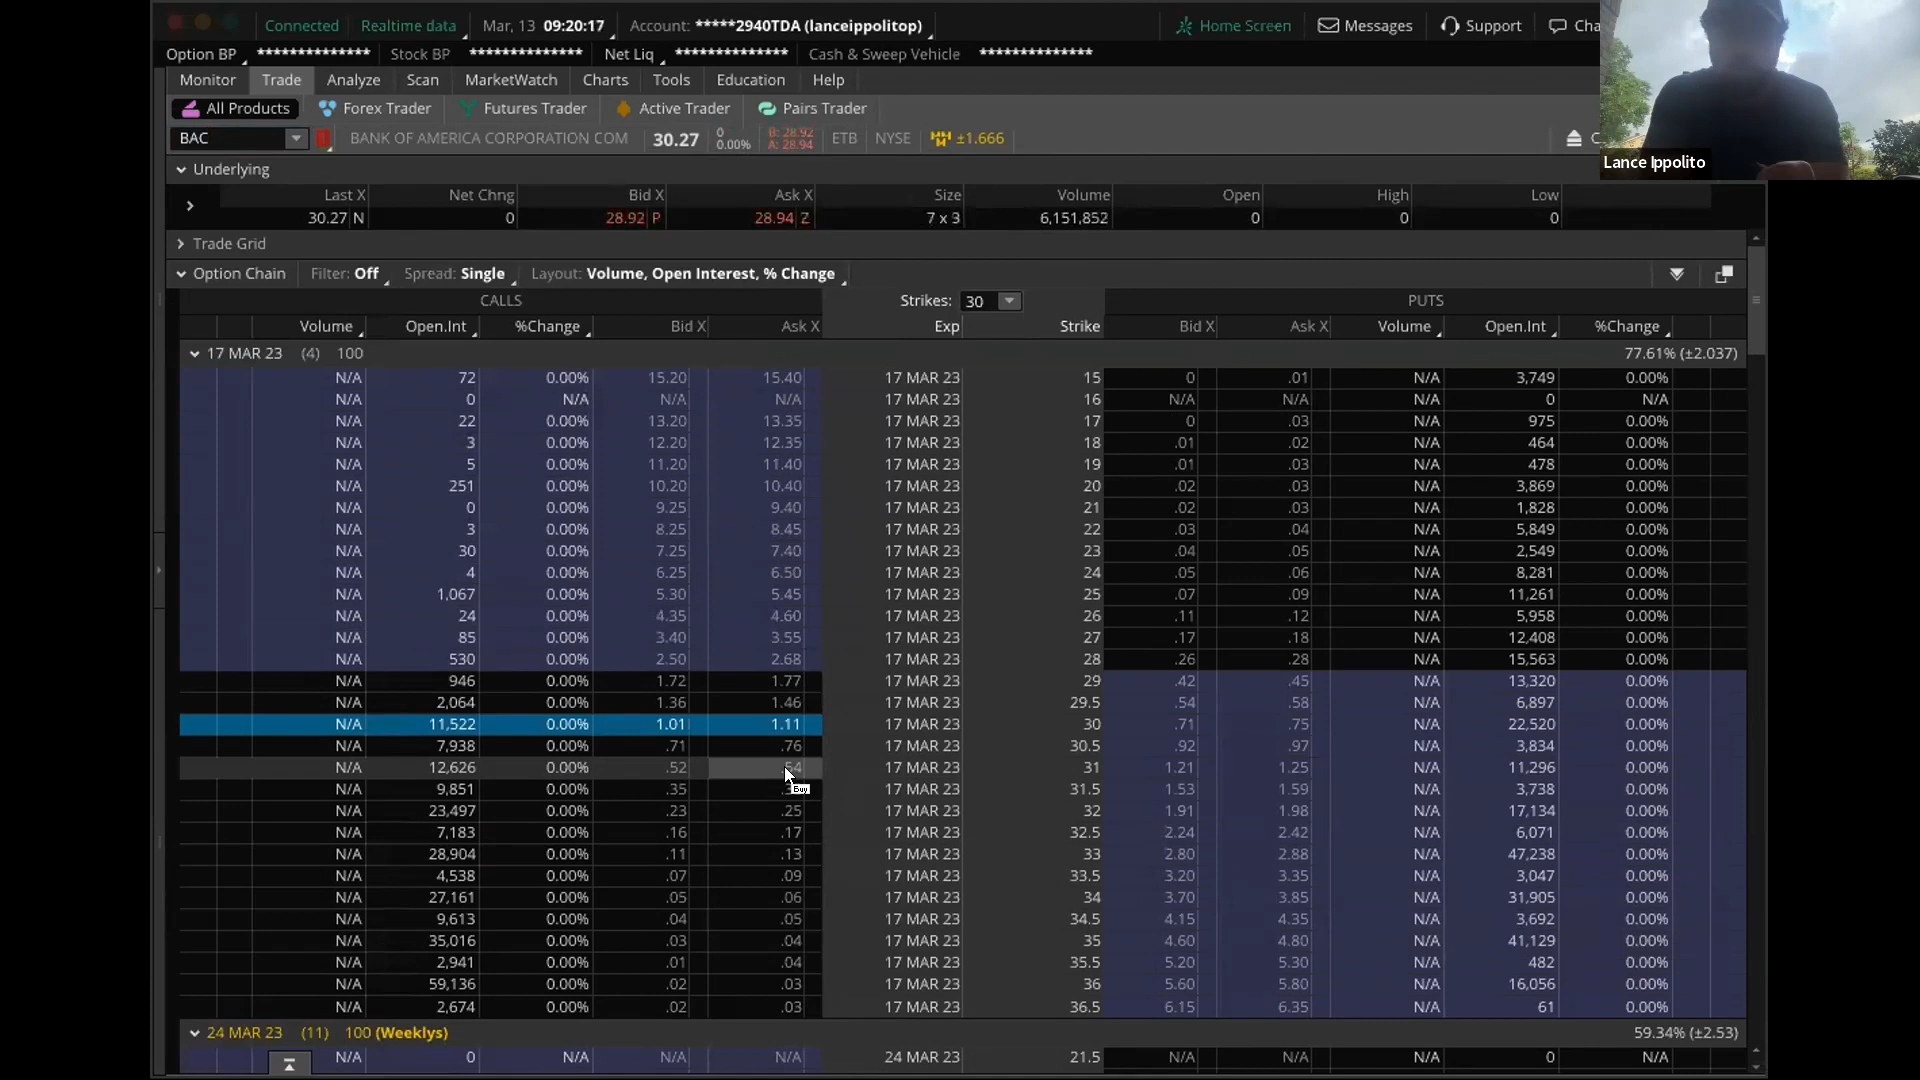 Connected Realtime data Mar, 13 09:20:17 Account: *****2940TDA (lanceippolitop) Home Screen Messages Support Cha
Option BP *************** Stock BP *************** Net Liq *************** Cash & Sweep Vehicle ***************
Monitor Trade Analyze Scan MarketWatch Charts Tools Education Help
All Products Forex Trader Futures Trader Active Trader Pairs Trader
BAC BANK OF AMERICA CORPORATION COM 30.27 0 0.00% B: 28.92 A: 28.94 ETB NYSE ±1.666 C
Lance Ippolito
Underlying
Last X Net Chng Bid X Ask X Size Volume Open High Low
30.27 N 0 28.92 P 28.94 Z 7 x 3 6,151,852 0 0 0
Trade Grid
Option Chain Filter: Off Spread: Single Layout: Volume, Open Interest, % Change
CALLS Strikes: 30 PUTS
Volume Open.Int %Change Bid X Ask X Exp Strike Bid X Ask X Volume Open.Int %Change
17 MAR 23 (4) 100 77.61% (±2.037)
N/A 72 0.00% 15.20 15.40 17 MAR 23 15 0 .01 N/A 3,749 0.00%
N/A 0 N/A N/A N/A 17 MAR 23 16 N/A N/A N/A 0 N/A
N/A 22 0.00% 13.20 13.35 17 MAR 23 17 0 .03 N/A 975 0.00%
N/A 3 0.00% 12.20 12.35 17 MAR 23 18 .01 .02 N/A 464 0.00%
N/A 5 0.00% 11.20 11.40 17 MAR 23 19 .01 .03 N/A 478 0.00%
N/A 251 0.00% 10.20 10.40 17 MAR 23 20 .02 .03 N/A 3,869 0.00%
N/A 0 0.00% 9.25 9.40 17 MAR 23 21 .02 .03 N/A 1,828 0.00%
N/A 3 0.00% 8.25 8.45 17 MAR 23 22 .03 .04 N/A 5,849 0.00%
N/A 30 0.00% 7.25 7.40 17 MAR 23 23 .04 .05 N/A 2,549 0.00%
N/A 4 0.00% 6.25 6.50 17 MAR 23 24 .05 .06 N/A 8,281 0.00%
N/A 1,067 0.00% 5.30 5.45 17 MAR 23 25 .07 .09 N/A 11,261 0.00%
N/A 24 0.00% 4.35 4.60 17 MAR 23 26 .11 .12 N/A 5,958 0.00%
N/A 85 0.00% 3.40 3.55 17 MAR 23 27 .17 .18 N/A 12,408 0.00%
N/A 530 0.00% 2.50 2.68 17 MAR 23 28 .26 .28 N/A 15,563 0.00%
N/A 946 0.00% 1.72 1.77 17 MAR 23 29 .42 .45 N/A 13,320 0.00%
N/A 2,064 0.00% 1.36 1.46 17 MAR 23 29.5 .54 .58 N/A 6,897 0.00%
N/A 11,522 0.00% 1.01 1.11 17 MAR 23 30 .71 .75 N/A 22,520 0.00%
N/A 7,938 0.00% .71 .76 17 MAR 23 30.5 .92 .97 N/A 3,834 0.00%
N/A 12,626 0.00% .52 .54 17 MAR 23 31 1.21 1.25 N/A 11,296 0.00%
N/A 9,851 0.00% .35 Buy 17 MAR 23 31.5 1.53 1.59 N/A 3,738 0.00%
N/A 23,497 0.00% .23 .25 17 MAR 23 32 1.91 1.98 N/A 17,134 0.00%
N/A 7,183 0.00% .16 .17 17 MAR 23 32.5 2.24 2.42 N/A 6,071 0.00%
N/A 28,904 0.00% .11 .13 17 MAR 23 33 2.80 2.88 N/A 47,238 0.00%
N/A 4,538 0.00% .07 .09 17 MAR 23 33.5 3.20 3.35 N/A 3,047 0.00%
N/A 27,161 0.00% .05 .06 17 MAR 23 34 3.70 3.85 N/A 31,905 0.00%
N/A 9,613 0.00% .04 .05 17 MAR 23 34.5 4.15 4.35 N/A 3,692 0.00%
N/A 35,016 0.00% .03 .04 17 MAR 23 35 4.60 4.80 N/A 41,129 0.00%
N/A 2,941 0.00% .01 .04 17 MAR 23 35.5 5.20 5.30 N/A 482 0.00%
N/A 59,136 0.00% .02 .03 17 MAR 23 36 5.60 5.80 N/A 16,056 0.00%
N/A 2,674 0.00% .02 .03 17 MAR 23 36.5 6.15 6.35 N/A 61 0.00%
24 MAR 23 (11) 100 (Weeklys) 59.34% (±2.53)
N/A 0 N/A N/A N/A 24 MAR 23 21.5 N/A N/A N/A 0 N/A